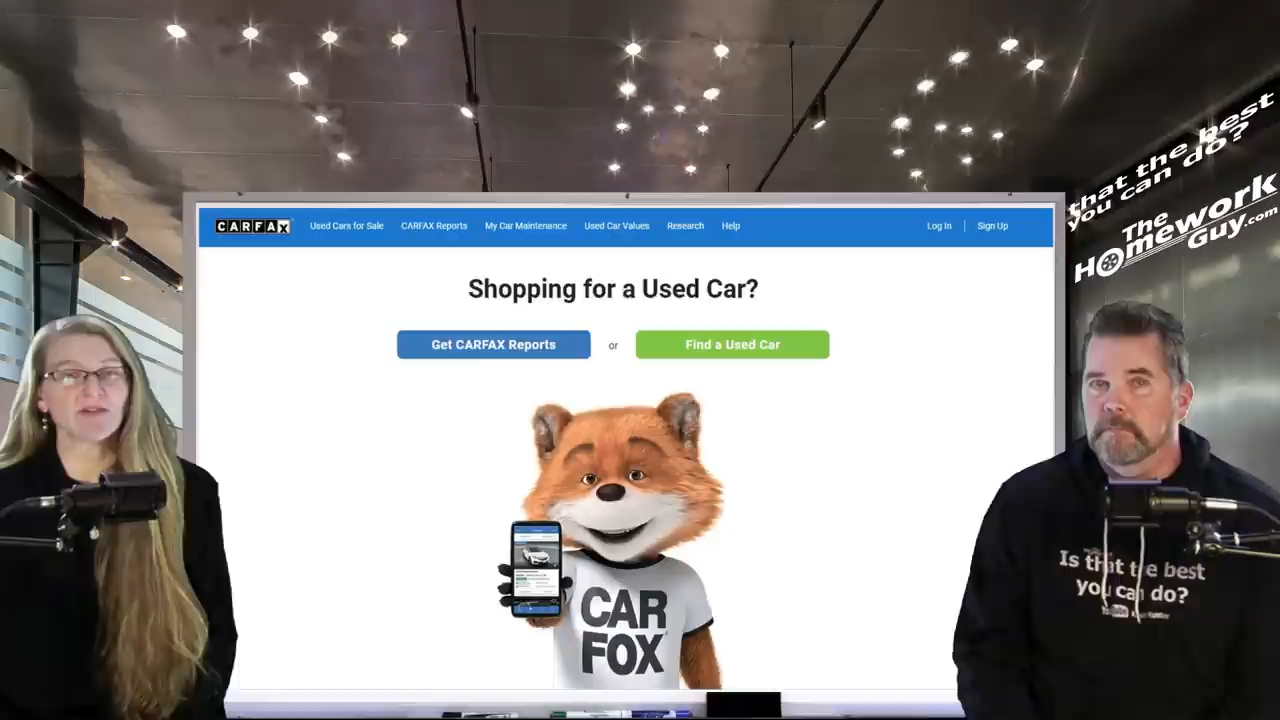 that the best
you can do?
The
Homework
Guy.com
CARFAX
Used Cars for Sale
CARFAX Reports
My Car Maintenance
Used Car Values
Research
Help
Log In
Sign Up
Shopping for a Used Car?
Get CARFAX Reports
or
Find a Used Car
CAR
FOX
Is that the best
you can do?